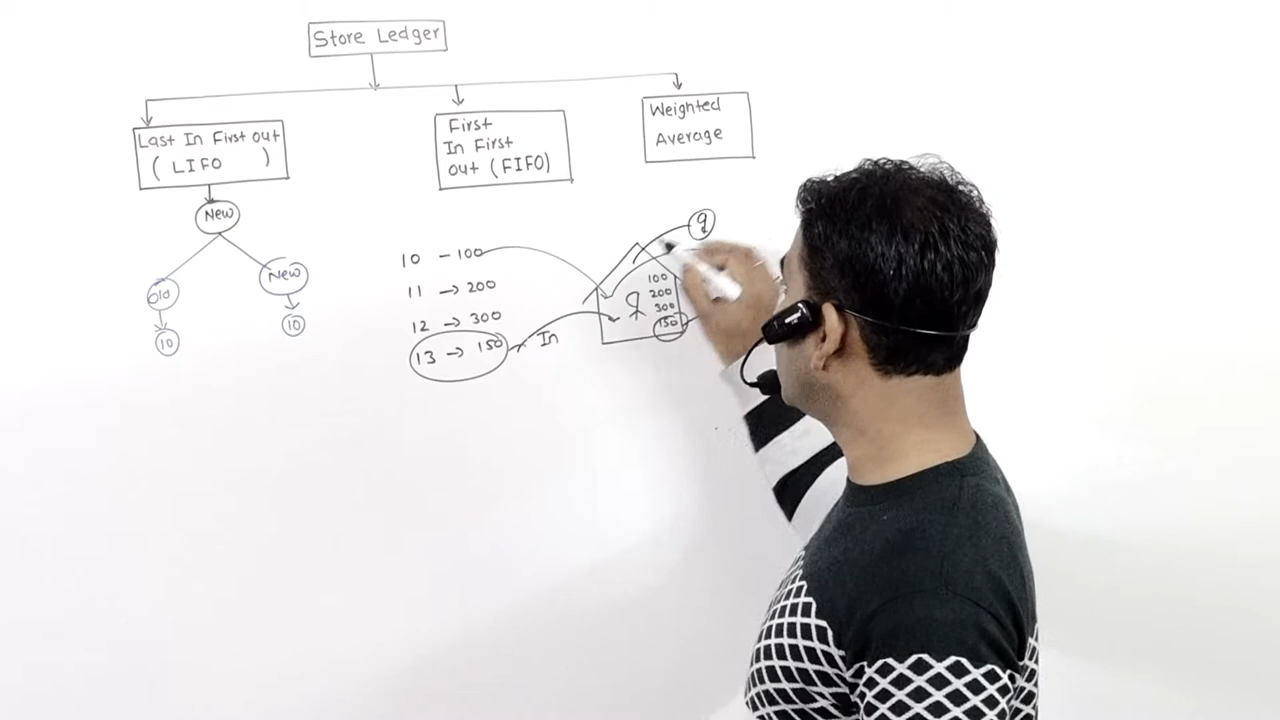 Store Ledger
Last In First out
( LIFO )
First
In First
out (FIFO)
Weighted
Average
New
Old
New
10
10
10 - 100
11 → 200
12 → 300
13 → 150
In
100
200
300
150